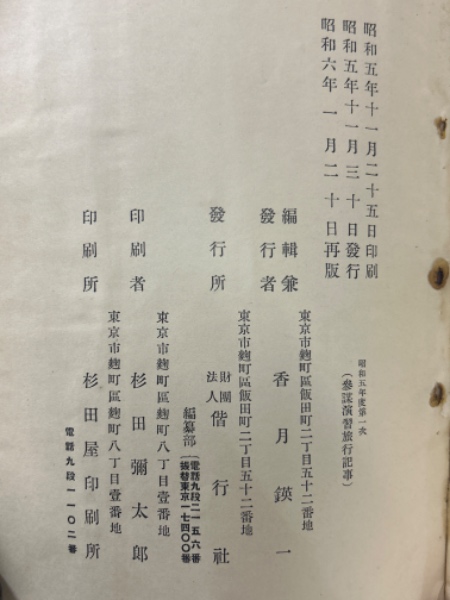 昭和五年十一月二十五日印刷
昭和五年十一月三十日發行
昭和六年一月二十日再版
昭和五年度第一次
(參謀演習旅行記事)
編輯兼
發行者
東京市麴町區飯田町二丁目五十二番地
香月鍈一
發行所
東京市麴町區飯田町二丁目五十二番地
財團
法人
偕行社
編纂部
電話九段二一五六番
振替東京一七四〇〇番
印刷者
東京市麴町區麴町八丁目壹番地
杉田彌太郎
印刷所
東京市麴町區麴町八丁目壹番地
杉田屋印刷所
電話九段一一〇二番